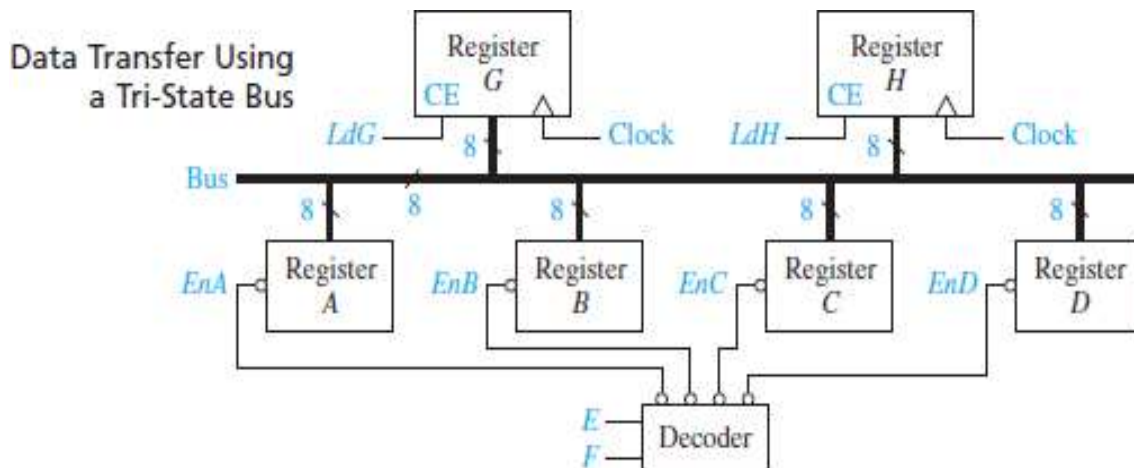 Data Transfer Using
a Tri-State Bus
Register
G
CE
LdG
Clock
8
Register
H
CE
LdH
Clock
8
Bus
8
8
8
8
8
EnA
Register
A
EnB
Register
B
EnC
Register
C
EnD
Register
D
E
F
Decoder